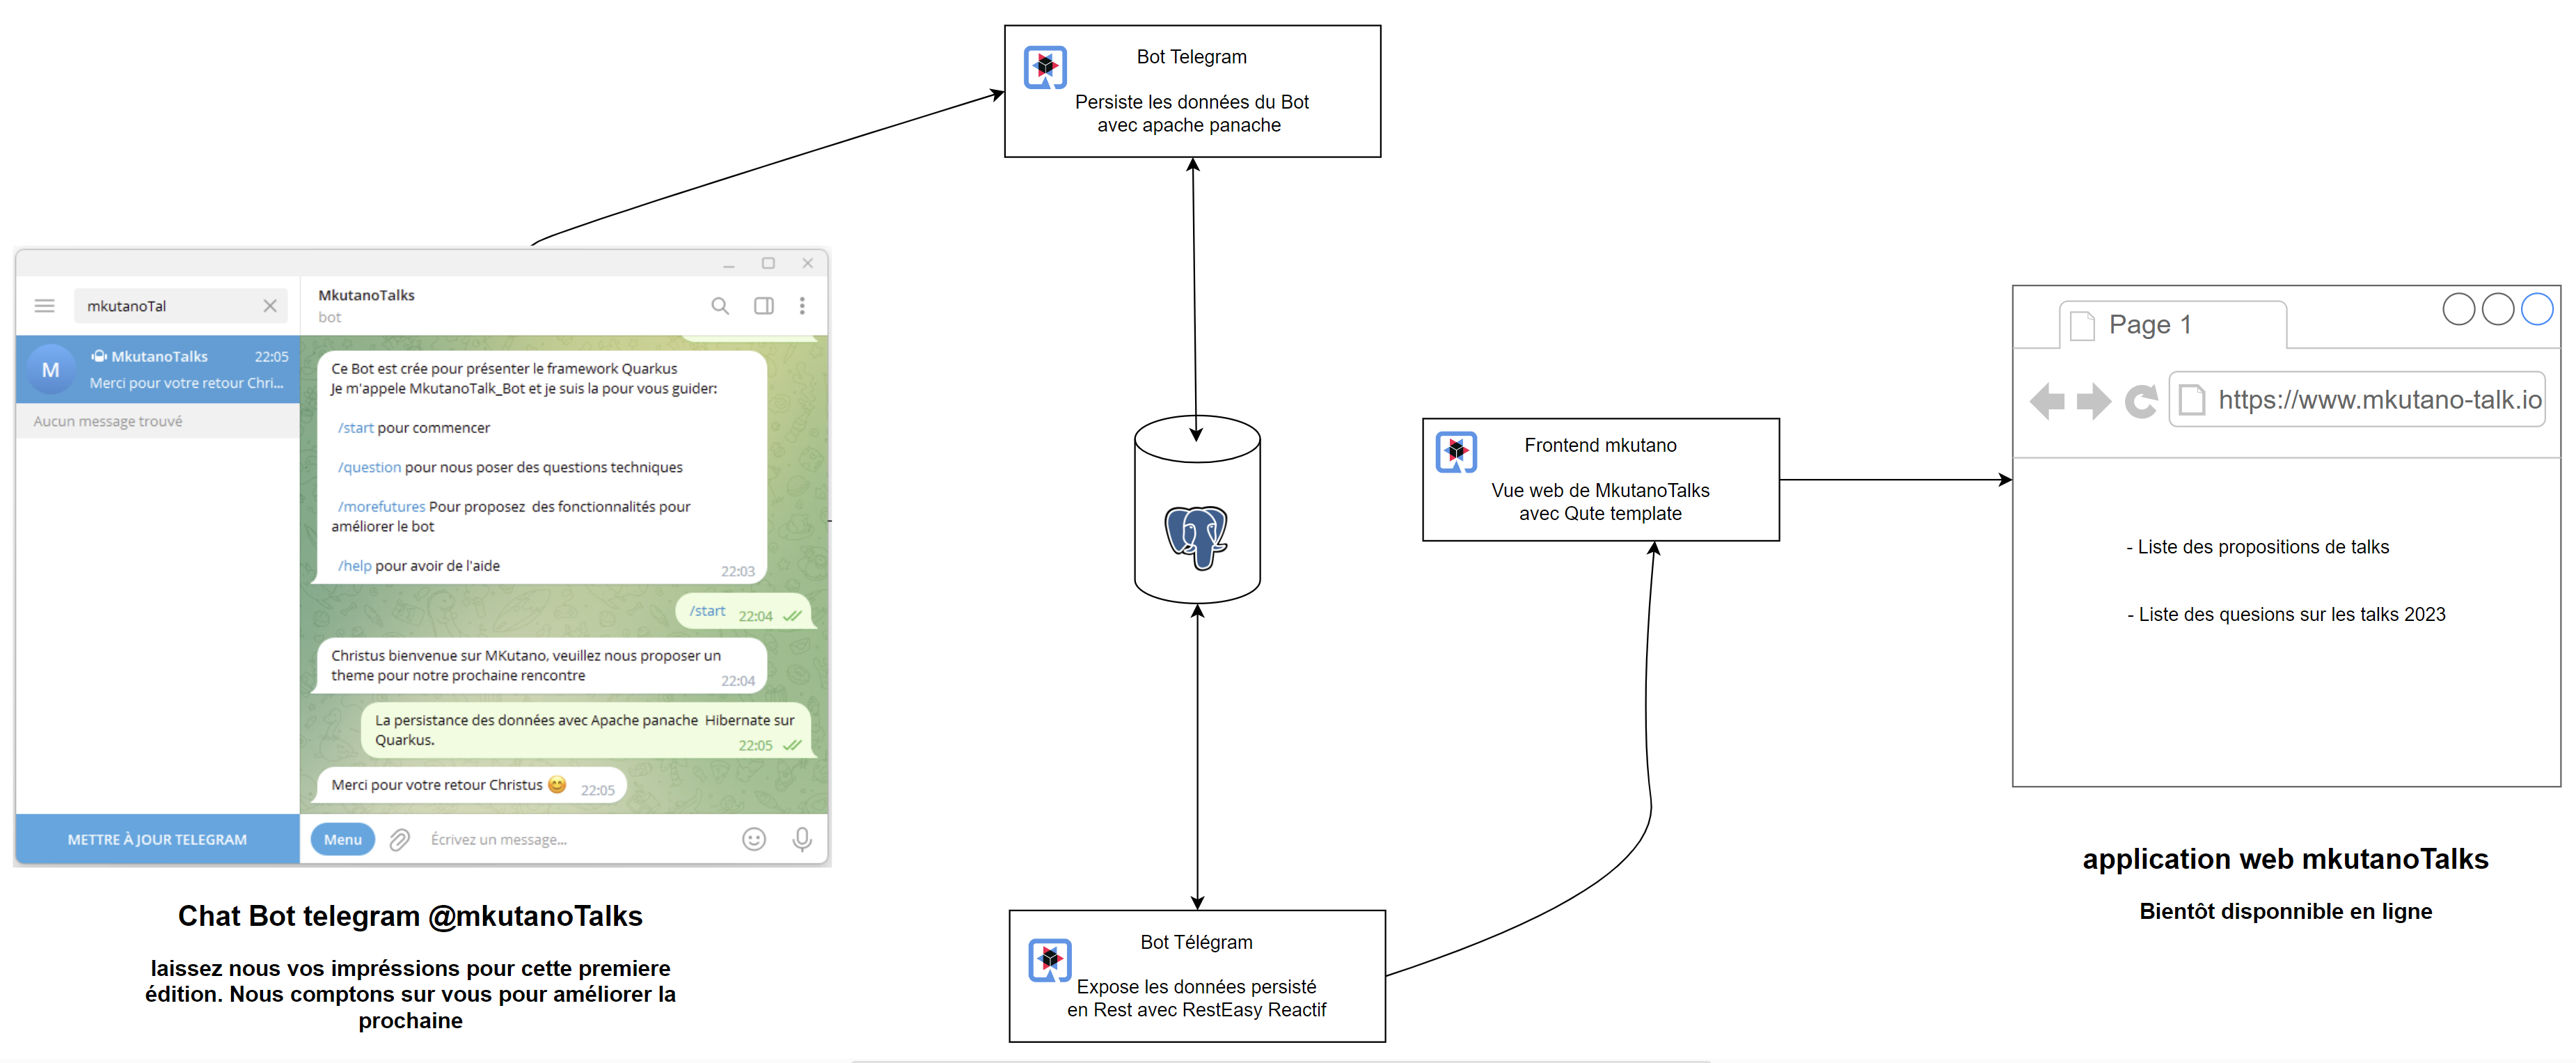 Bot Telegram
Persiste les données du Bot
avec apache panache
mkutanoTal
MkutanoTalks
bot
M
MkutanoTalks 22:05
Merci pour votre retour Chri...
Aucun message trouvé
Ce Bot est crée pour présenter le framework Quarkus
Je m'appele MkutanoTalk_Bot et je suis la pour vous guider:
/start pour commencer
/question pour nous poser des questions techniques
/morefutures Pour proposez des fonctionnalités pour
améliorer le bot
/help pour avoir de l'aide
22:03
/start 22:04
Christus bienvenue sur MKutano, veuillez nous proposer un
theme pour notre prochaine rencontre
22:04
La persistance des données avec Apache panache Hibernate sur
Quarkus.
22:05
Merci pour votre retour Christus 😊 22:05
METTRE À JOUR TELEGRAM
Menu
Écrivez un message...
Chat Bot telegram @mkutanoTalks
laissez nous vos impréssions pour cette premiere
édition. Nous comptons sur vous pour améliorer la
prochaine
Bot Télégram
Expose les données persisté
en Rest avec RestEasy Reactif
Frontend mkutano
Vue web de MkutanoTalks
avec Qute template
Page 1
https://www.mkutano-talk.io
- Liste des propositions de talks
- Liste des quesions sur les talks 2023
application web mkutanoTalks
Bientôt disponnible en ligne